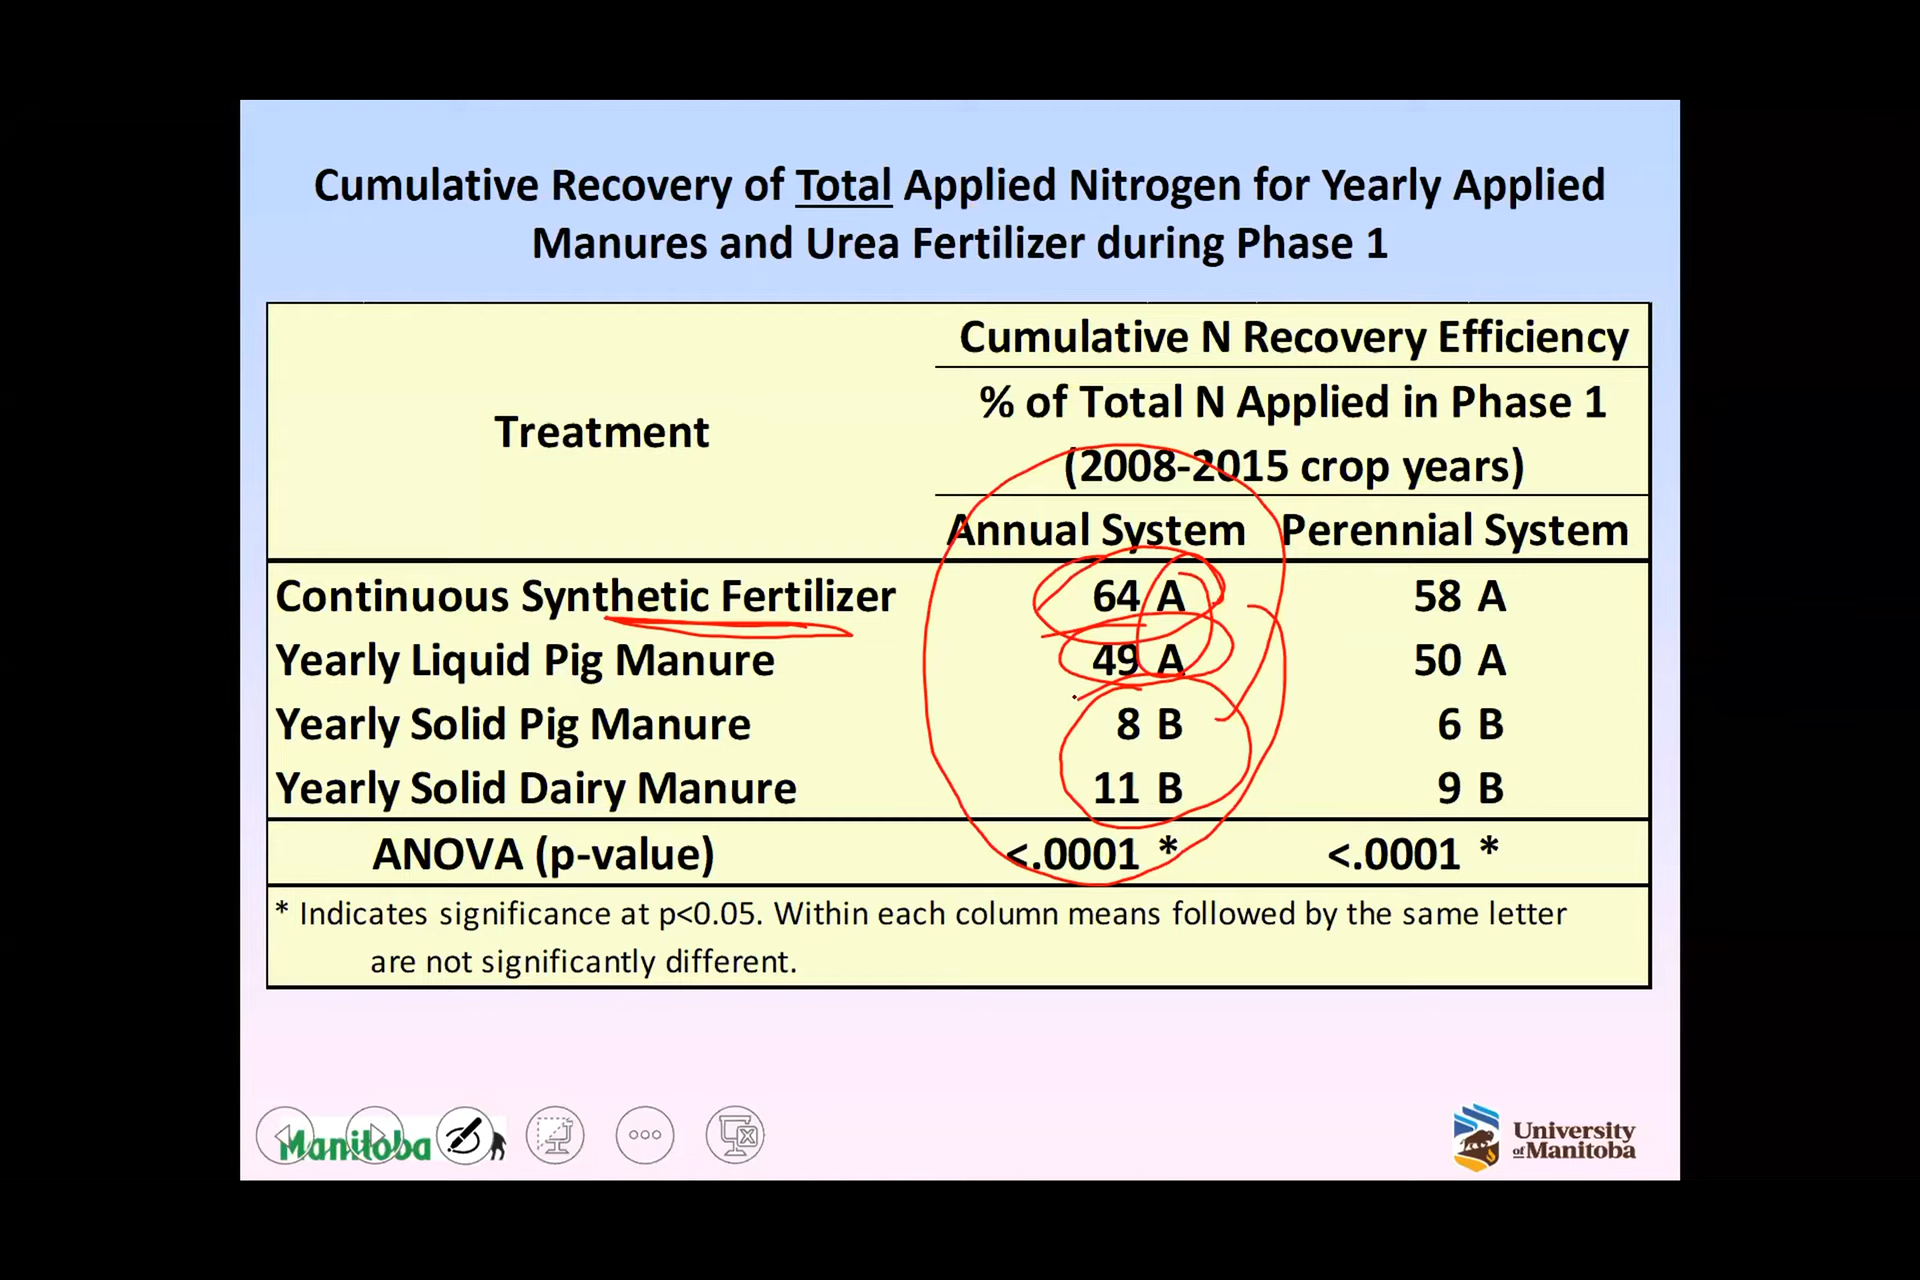 Cumulative Recovery of Total Applied Nitrogen for Yearly Applied
Manures and Urea Fertilizer during Phase 1
Treatment
Cumulative N Recovery Efficiency
% of Total N Applied in Phase 1
(2008-2015 crop years)
Annual System Perennial System
Continuous Synthetic Fertilizer 64 A 58 A
Yearly Liquid Pig Manure 49 A 50 A
Yearly Solid Pig Manure 8 B 6 B
Yearly Solid Dairy Manure 11 B 9 B
ANOVA (p-value) <.0001 * <.0001 *
* Indicates significance at p<0.05. Within each column means followed by the same letter
are not significantly different.
Manitoba
University
of Manitoba